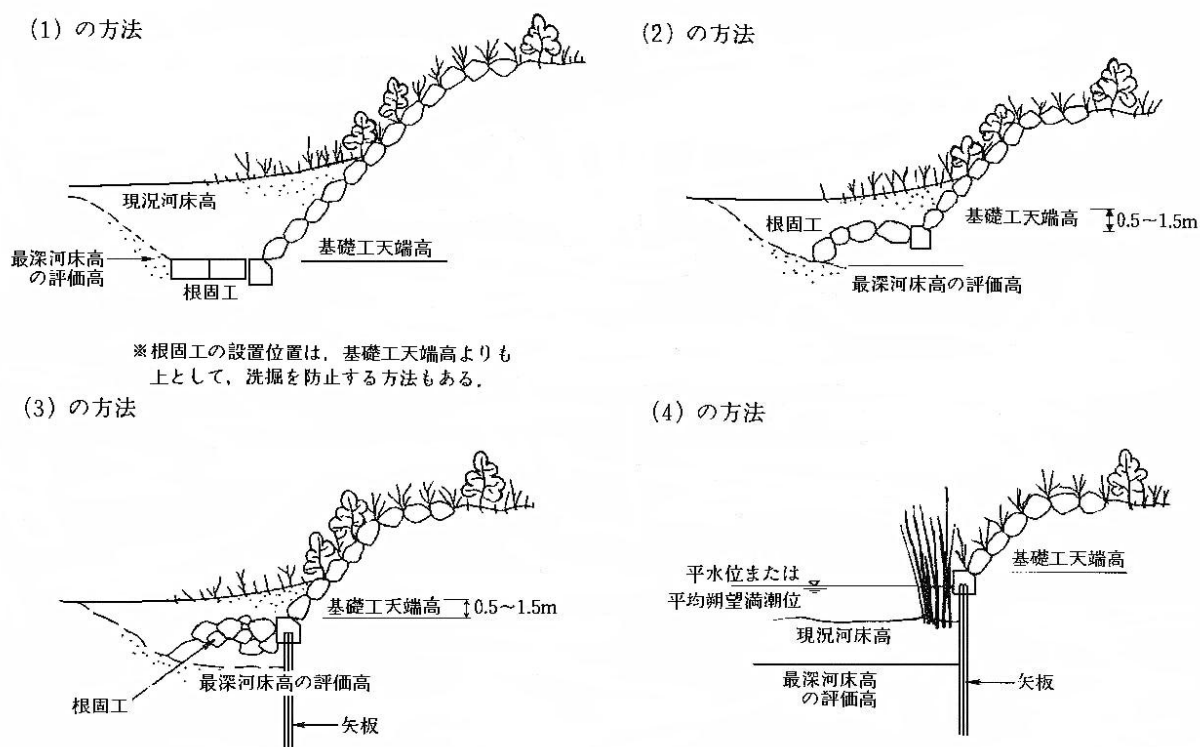 (1) の方法
現況河床高
最深河床高
の評価高
基礎工天端高
根固工
※根固工の設置位置は，基礎工天端高よりも
上として，洗掘を防止する方法もある．
(2) の方法
根固工
基礎工天端高
0.5~1.5m
最深河床高の評価高
(3) の方法
基礎工天端高
0.5~1.5m
最深河床高の評価高
根固工
矢板
(4) の方法
基礎工天端高
平水位または
平均朔望満潮位
現況河床高
最深河床高
の評価高
矢板